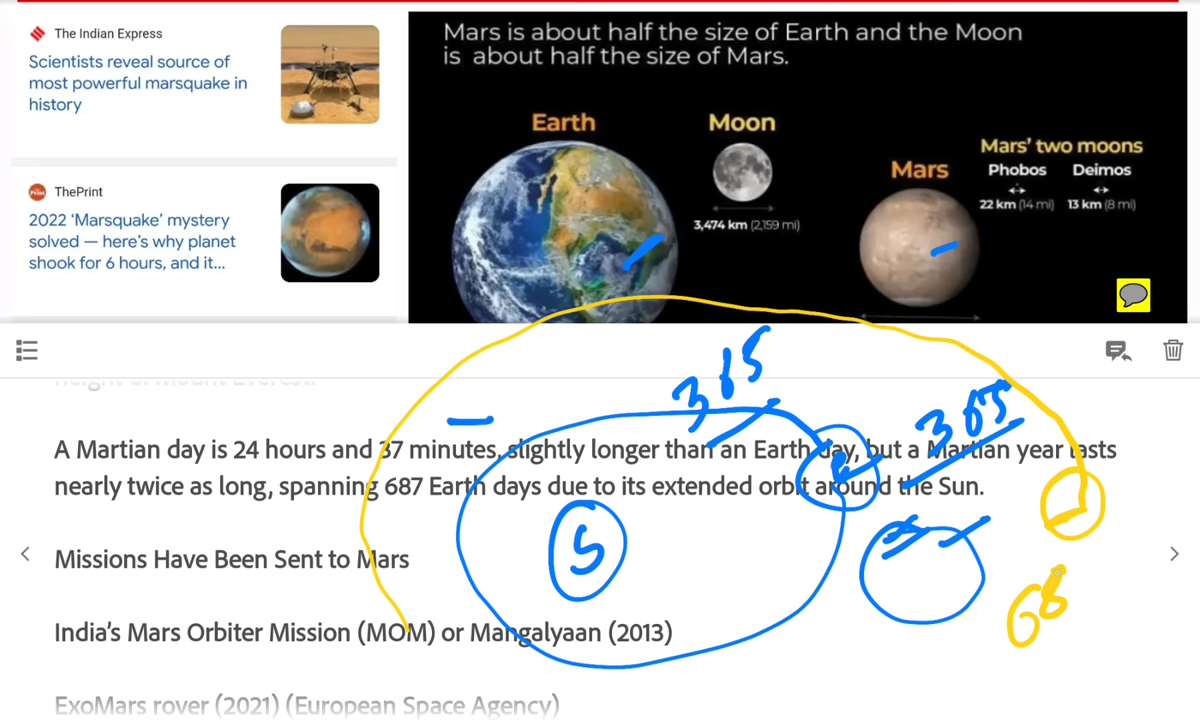 The Indian Express
Scientists reveal source of
most powerful marsquake in
history
ThePrint
2022 ‘Marsquake’ mystery
solved — here’s why planet
shook for 6 hours, and it...
Mars is about half the size of Earth and the Moon
is about half the size of Mars.
Earth
Moon
3,474 km (2,159 mi)
Mars
Mars’ two moons
Phobos Deimos
22 km (14 mi) 13 km (8 mi)
height of Mount Everest.
A Martian day is 24 hours and 37 minutes, slightly longer than an Earth day, but a Martian year lasts
nearly twice as long, spanning 687 Earth days due to its extended orbit around the Sun.
365
365
S
68
Missions Have Been Sent to Mars
India’s Mars Orbiter Mission (MOM) or Mangalyaan (2013)
ExoMars rover (2021) (European Space Agency)